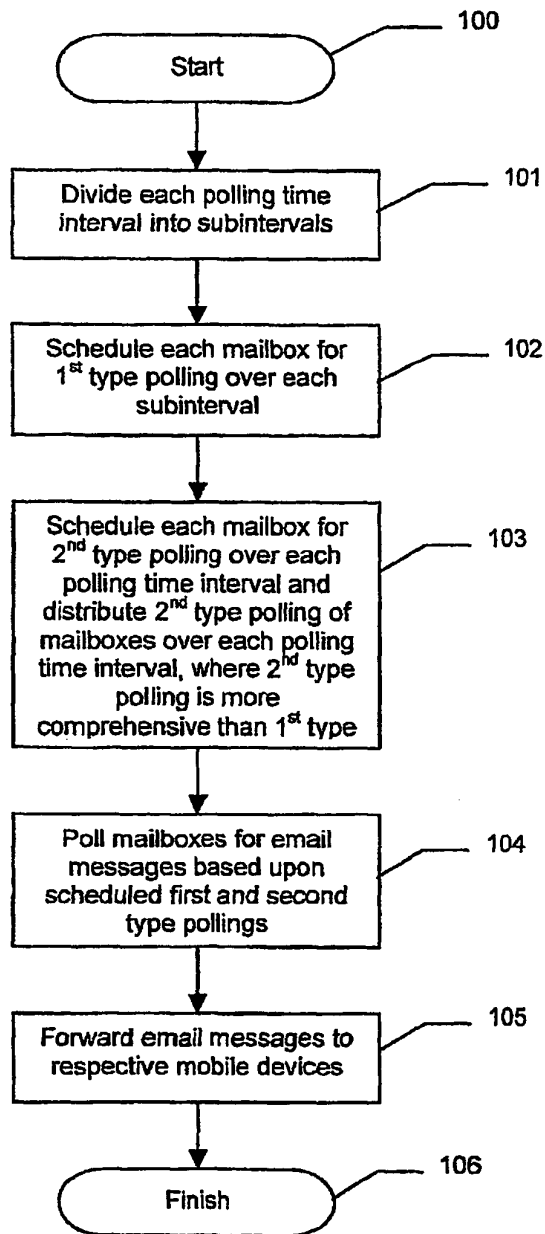 100
Start
101
Divide each polling time
interval into subintervals
102
Schedule each mailbox for
1st type polling over each
subinterval
103
Schedule each mailbox for
2nd type polling over each
polling time interval and
distribute 2nd type polling of
mailboxes over each polling
time interval, where 2nd type
polling is more
comprehensive than 1st type
104
Poll mailboxes for email
messages based upon
scheduled first and second
type pollings
105
Forward email messages to
respective mobile devices
106
Finish